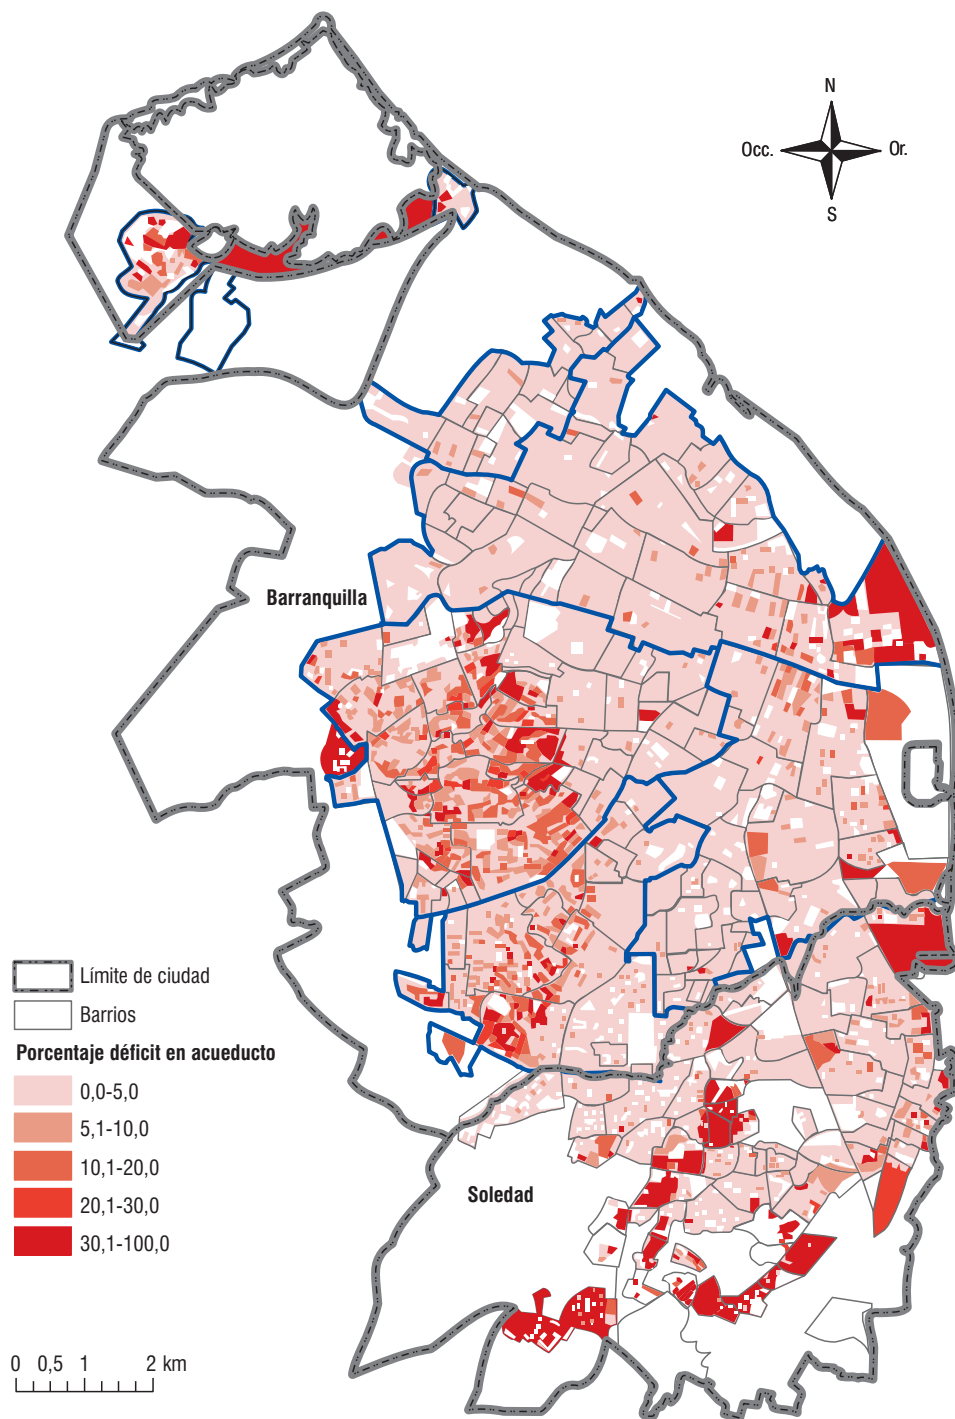 N
Occ.
Or.
S
Barranquilla
Límite de ciudad
Barrios
Porcentaje déficit en acueducto
0,0-5,0
5,1-10,0
10,1-20,0
20,1-30,0
30,1-100,0
Soledad
0 0,5 1 2 km